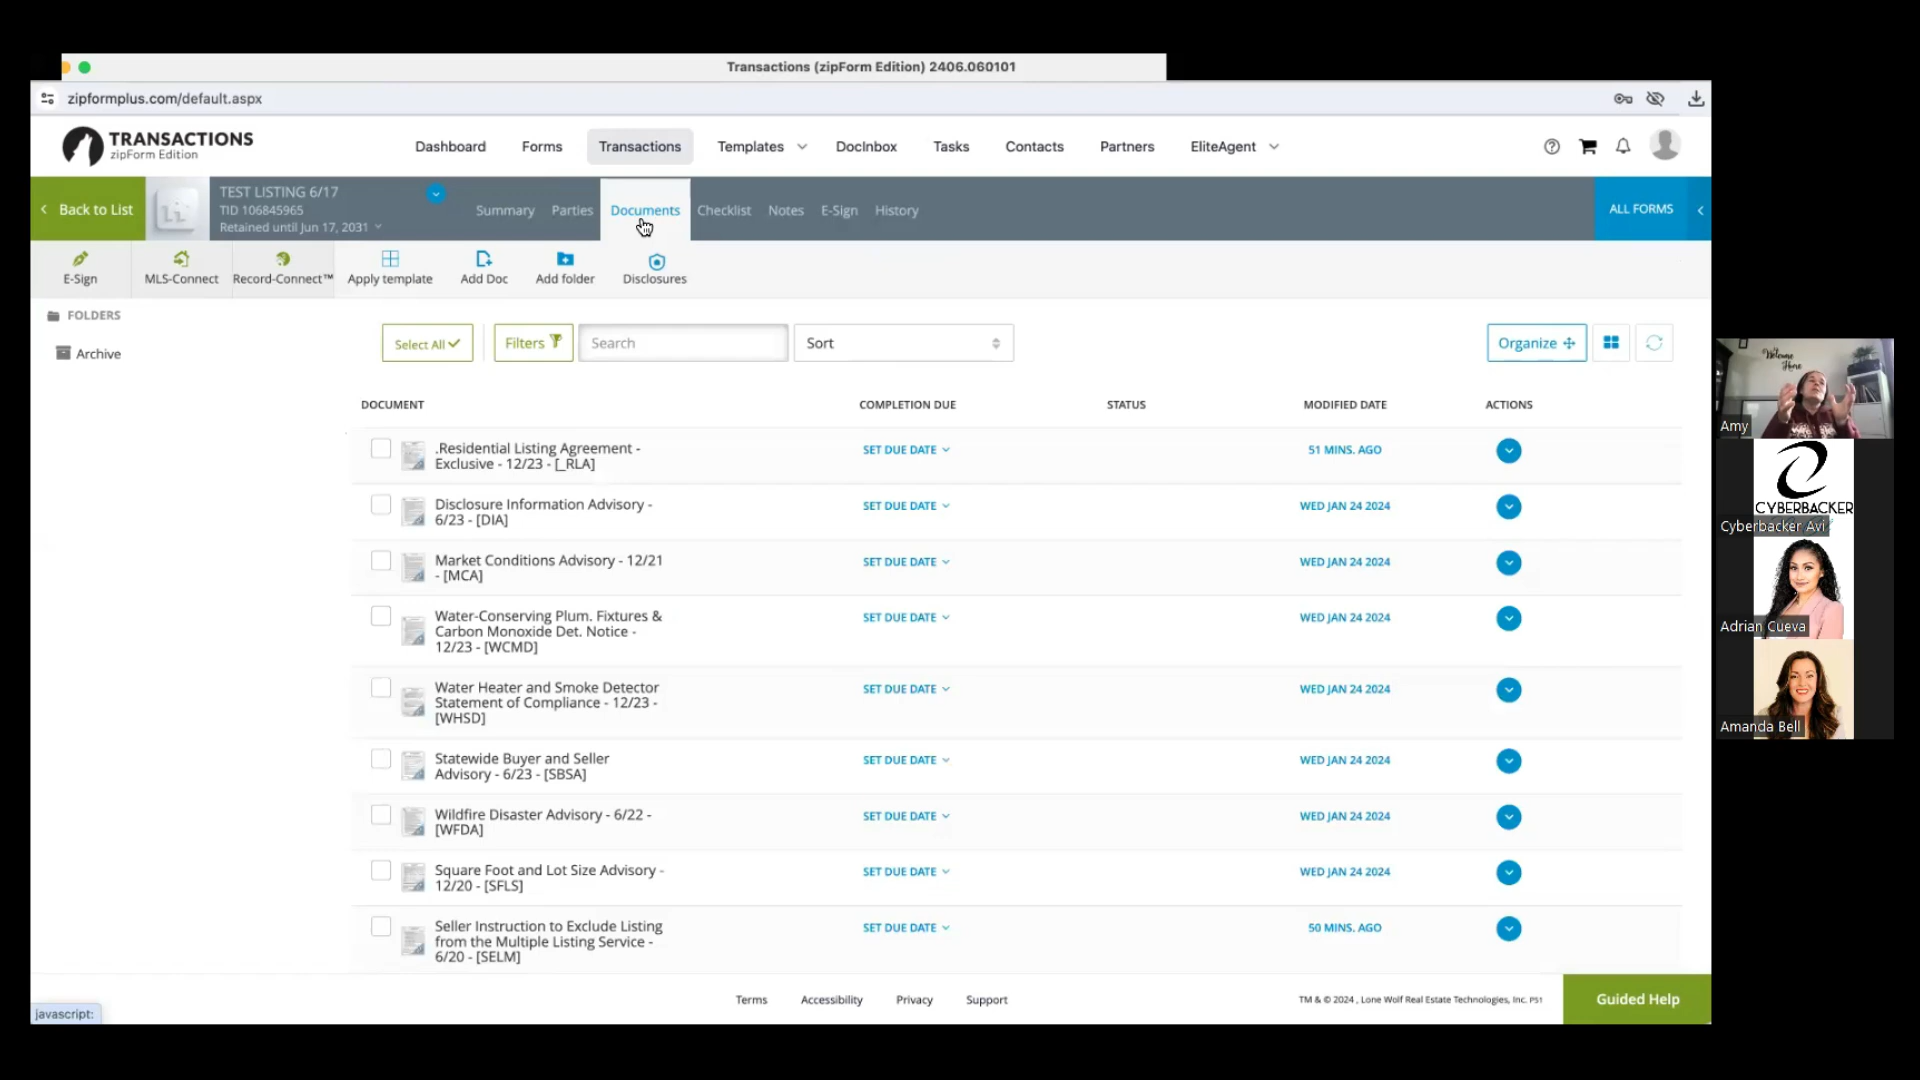 Transactions (zipForm Edition) 2406.060101
zipformplus.com/default.aspx
TRANSACTIONS
zipForm Edition
Dashboard
Forms
Transactions
Templates
DocInbox
Tasks
Contacts
Partners
EliteAgent
Back to List
TEST LISTING 6/17
TID 106845965
Retained until Jun 17, 2031
Summary
Parties
Documents
Checklist
Notes
E-Sign
History
ALL FORMS
E-Sign
MLS-Connect
Record-Connect™
Apply template
Add Doc
Add folder
Disclosures
FOLDERS
Archive
Select All
Filters
Search
Sort
Organize
DOCUMENT
COMPLETION DUE
STATUS
MODIFIED DATE
ACTIONS
.Residential Listing Agreement -
Exclusive - 12/23 - [_RLA]
SET DUE DATE
51 MINS. AGO
Disclosure Information Advisory -
6/23 - [DIA]
SET DUE DATE
WED JAN 24 2024
Market Conditions Advisory - 12/21
- [MCA]
SET DUE DATE
WED JAN 24 2024
Water-Conserving Plum. Fixtures &
Carbon Monoxide Det. Notice -
12/23 - [WCMD]
SET DUE DATE
WED JAN 24 2024
Water Heater and Smoke Detector
Statement of Compliance - 12/23 -
[WHSD]
SET DUE DATE
WED JAN 24 2024
Statewide Buyer and Seller
Advisory - 6/23 - [SBSA]
SET DUE DATE
WED JAN 24 2024
Wildfire Disaster Advisory - 6/22 -
[WFDA]
SET DUE DATE
WED JAN 24 2024
Square Foot and Lot Size Advisory -
12/20 - [SFLS]
SET DUE DATE
WED JAN 24 2024
Seller Instruction to Exclude Listing
from the Multiple Listing Service -
6/20 - [SELM]
SET DUE DATE
50 MINS. AGO
Terms
Accessibility
Privacy
Support
TM & © 2024 , Lone Wolf Real Estate Technologies, Inc. PS1
Guided Help
javascript:
Welcome
Home
Amy
CYBERBACKER
Cyberbacker Avi
Adrian Cueva
Amanda Bell